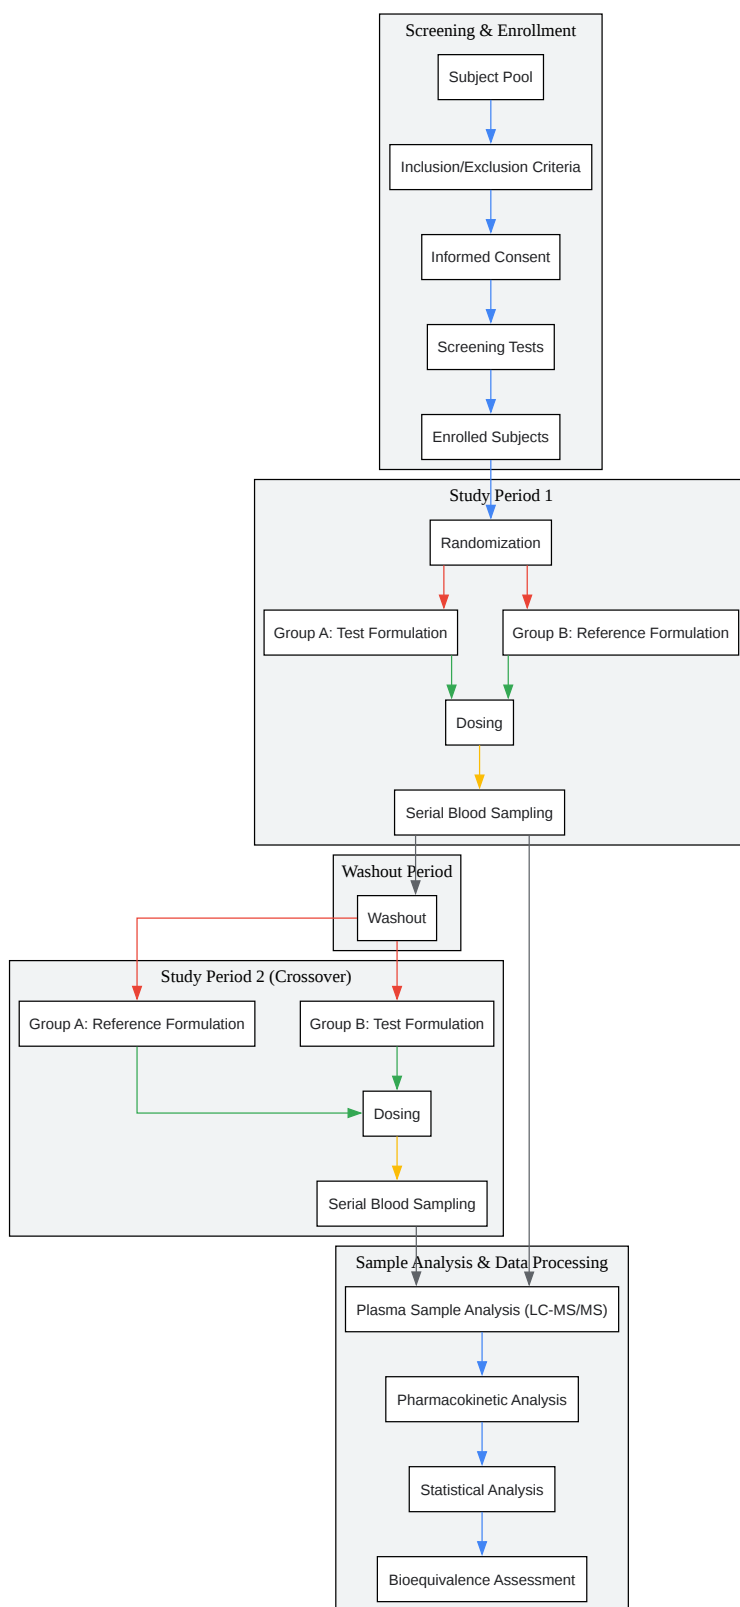 Screening & Enrollment
Subject Pool
Inclusion/Exclusion Criteria
Informed Consent
Screening Tests
Enrolled Subjects
Study Period 1
Randomization
Group A: Test Formulation
Group B: Reference Formulation
Dosing
Serial Blood Sampling
Washout Period
Washout
Study Period 2 (Crossover)
Group A: Reference Formulation
Group B: Test Formulation
Dosing
Serial Blood Sampling
Sample Analysis & Data Processing
Plasma Sample Analysis (LC-MS/MS)
Pharmacokinetic Analysis
Statistical Analysis
Bioequivalence Assessment